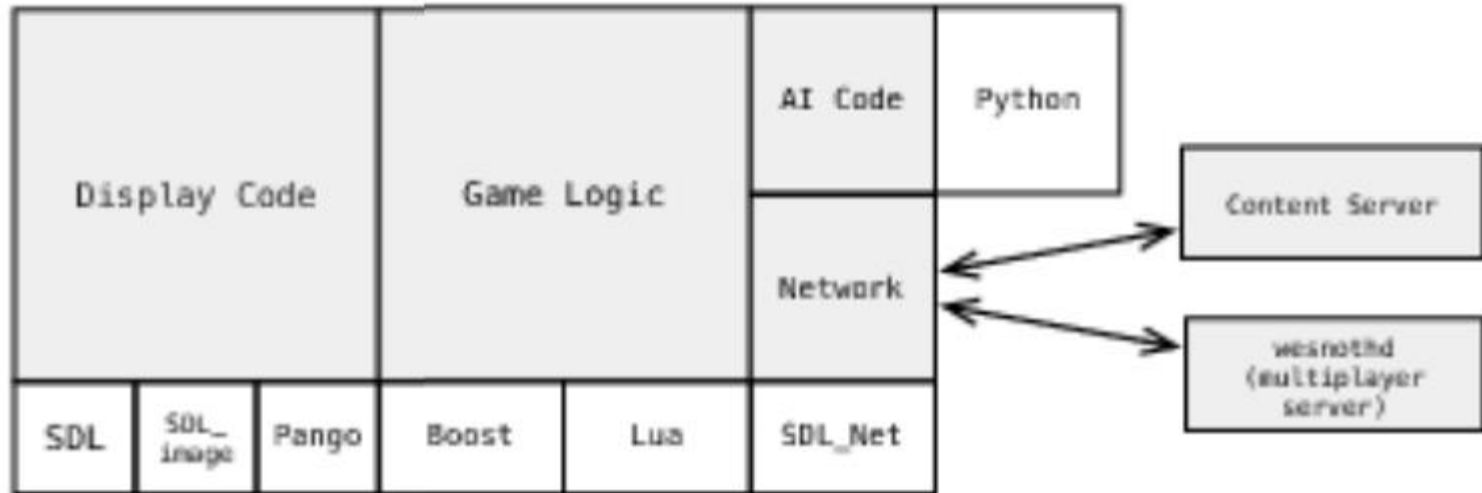 Display Code
Game Logic
AI Code
Python
Network
Content Server
wesnothd
(multiplayer
server)
SDL
SDL_
image
Pango
Boost
Lua
SDL_Net